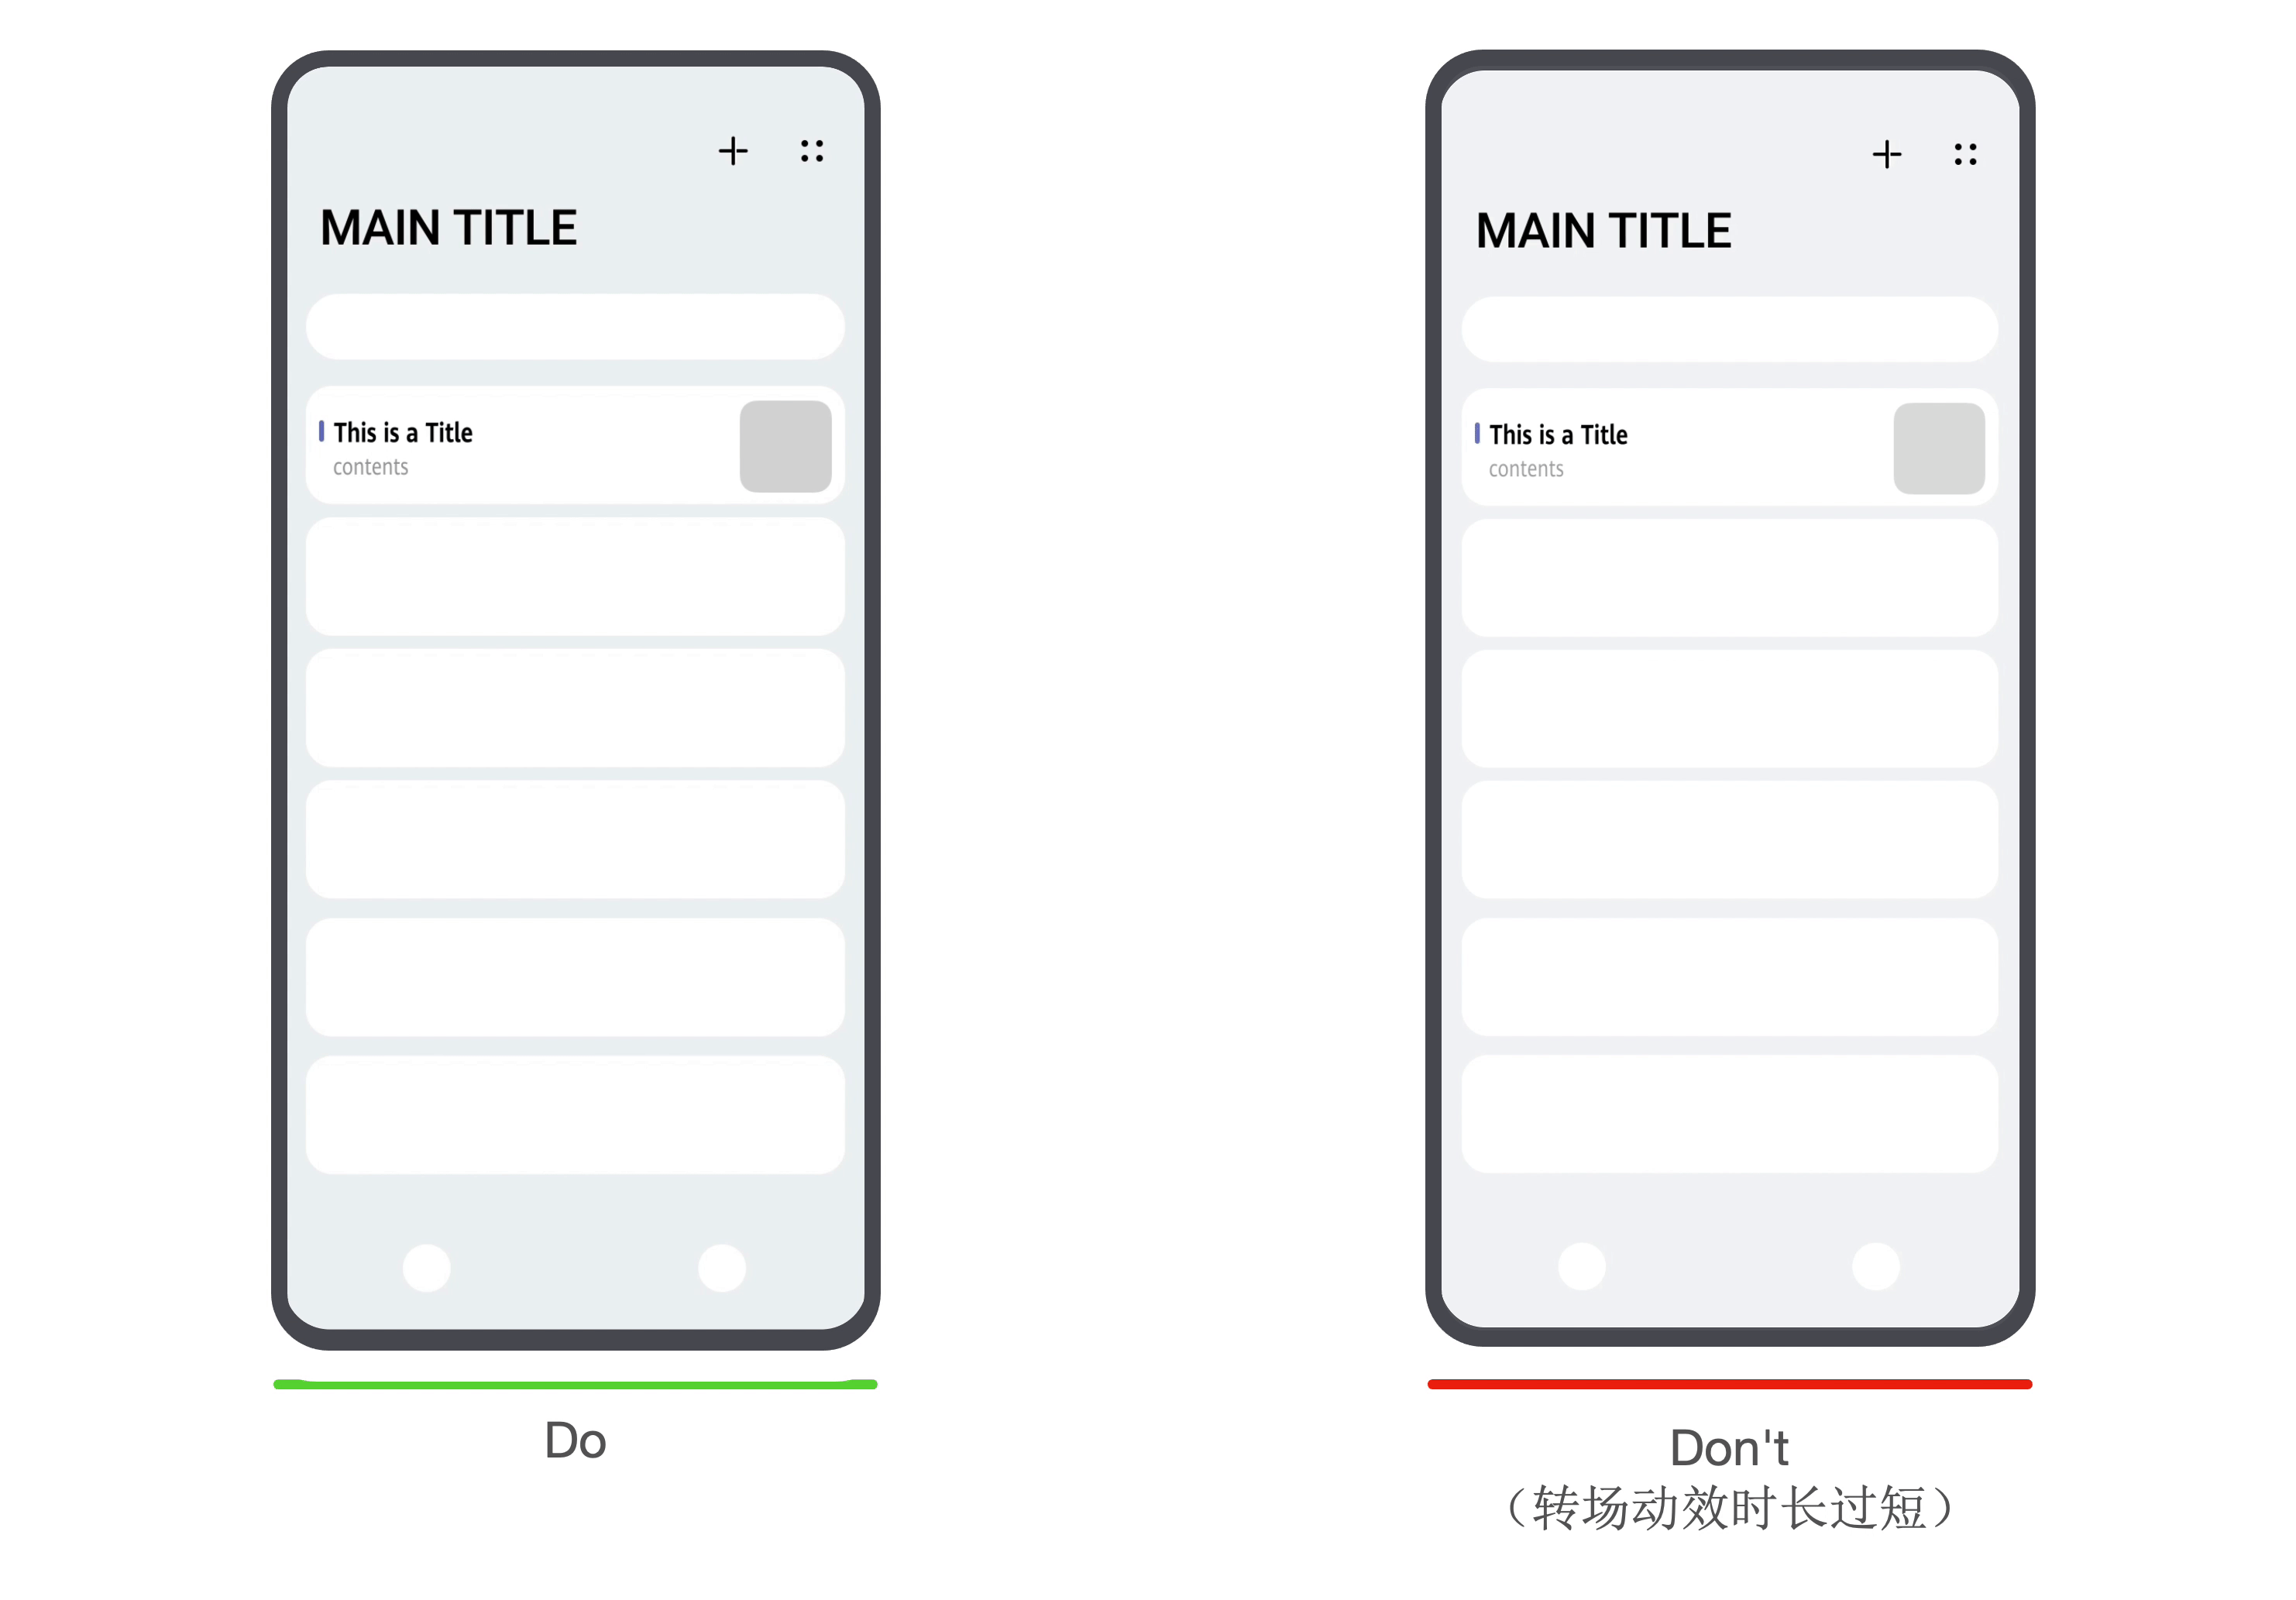 MAIN TITLE
This is a Title
contents
Do
MAIN TITLE
This is a Title
contents
Don't
（转场动效时长过短）